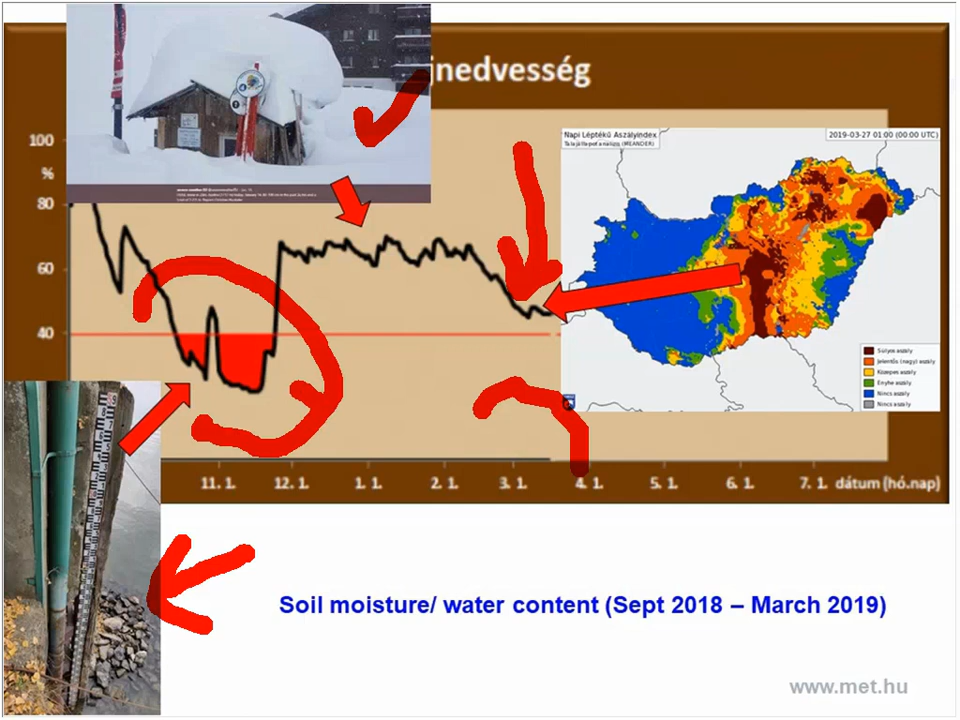 jnedvesség
100
%
80
60
40
11. 1.
12. 1.
1. 1.
2. 1.
3. 1.
4. 1.
5. 1.
6. 1.
7. 1.
dátum (hó.nap)
Napi Léptékű Aszályindex
2019-03-27 01:00 (00:00 UTC)
Súlyos aszály
Jelentős (nagy) aszály
Közepes aszály
Enyhe aszály
Nincs aszály
Nincs aszály
Soil moisture/ water content (Sept 2018 – March 2019)
www.met.hu